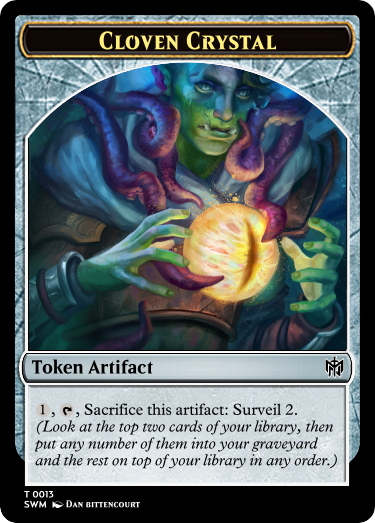 Cloven Crystal
Token Artifact
1, T, Sacrifice this artifact: Surveil 2.
(Look at the top two cards of your library, then
put any number of them into your graveyard
and the rest on top of your library in any order.)
T 0013
SWM Dan Bittencourt